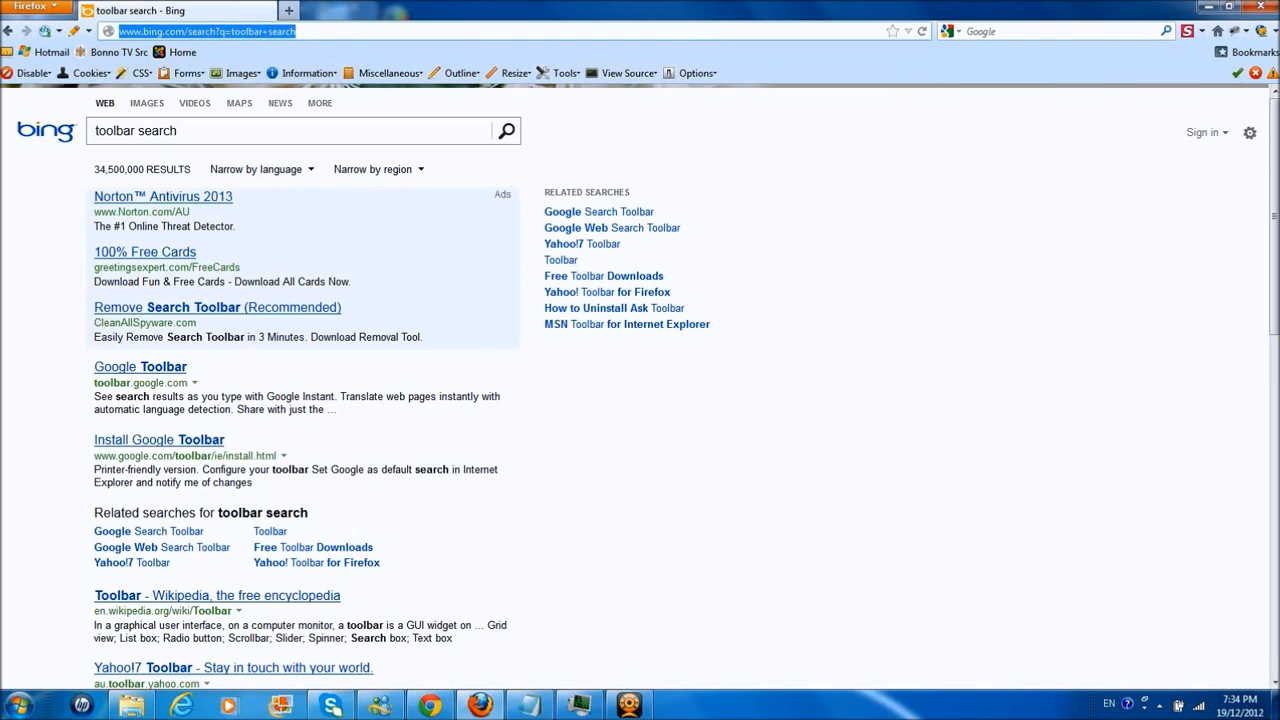 Firefox
toolbar search - Bing
www.bing.com/search?q=toolbar+search
Google
Hotmail
Bonno TV Src
Home
Bookmarks
Disable
Cookies
CSS
Forms
Images
Information
Miscellaneous
Outline
Resize
Tools
View Source
Options
WEB
IMAGES
VIDEOS
MAPS
NEWS
MORE
bing
toolbar search
Sign in
34,500,000 RESULTS
Narrow by language
Narrow by region
Norton™ Antivirus 2013
Ads
www.Norton.com/AU
The #1 Online Threat Detector.
100% Free Cards
greetingsexpert.com/FreeCards
Download Fun & Free Cards - Download All Cards Now.
Remove Search Toolbar (Recommended)
CleanAllSpyware.com
Easily Remove Search Toolbar in 3 Minutes. Download Removal Tool.
RELATED SEARCHES
Google Search Toolbar
Google Web Search Toolbar
Yahoo!7 Toolbar
Toolbar
Free Toolbar Downloads
Yahoo! Toolbar for Firefox
How to Uninstall Ask Toolbar
MSN Toolbar for Internet Explorer
Google Toolbar
toolbar.google.com
See search results as you type with Google Instant. Translate web pages instantly with
automatic language detection. Share with just the ...
Install Google Toolbar
www.google.com/toolbar/ie/install.html
Printer-friendly version. Configure your toolbar Set Google as default search in Internet
Explorer and notify me of changes
Related searches for toolbar search
Google Search Toolbar
Toolbar
Google Web Search Toolbar
Free Toolbar Downloads
Yahoo!7 Toolbar
Yahoo! Toolbar for Firefox
Toolbar - Wikipedia, the free encyclopedia
en.wikipedia.org/wiki/Toolbar
In a graphical user interface, on a computer monitor, a toolbar is a GUI widget on ... Grid
view; List box; Radio button; Scrollbar; Slider; Spinner; Search box; Text box
Yahoo!7 Toolbar - Stay in touch with your world.
au.toolbar.yahoo.com
EN
7:34 PM
19/12/2012